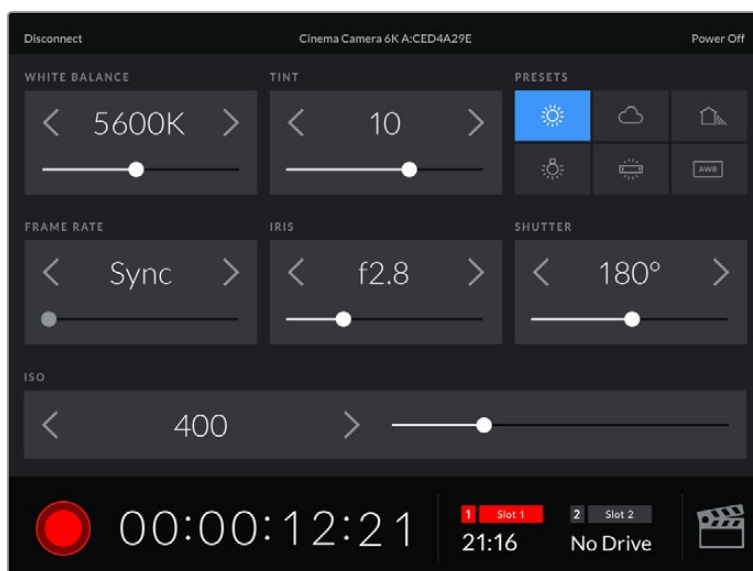 Disconnect Cinema Camera 6K A:CED4A29E Power Off
WHITE BALANCE TINT PRESETS
5600K 10
AWB
FRAME RATE IRIS SHUTTER
Sync f2.8 180°
ISO
400
00:00:12:21
1 Slot 1 2 Slot 2
21:16 No Drive